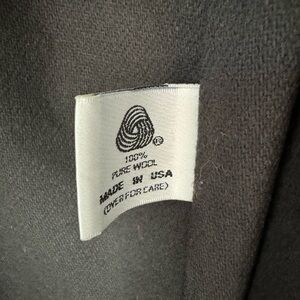 ®
100%
PURE WOOL
MADE IN USA
(OVER FOR CARE)